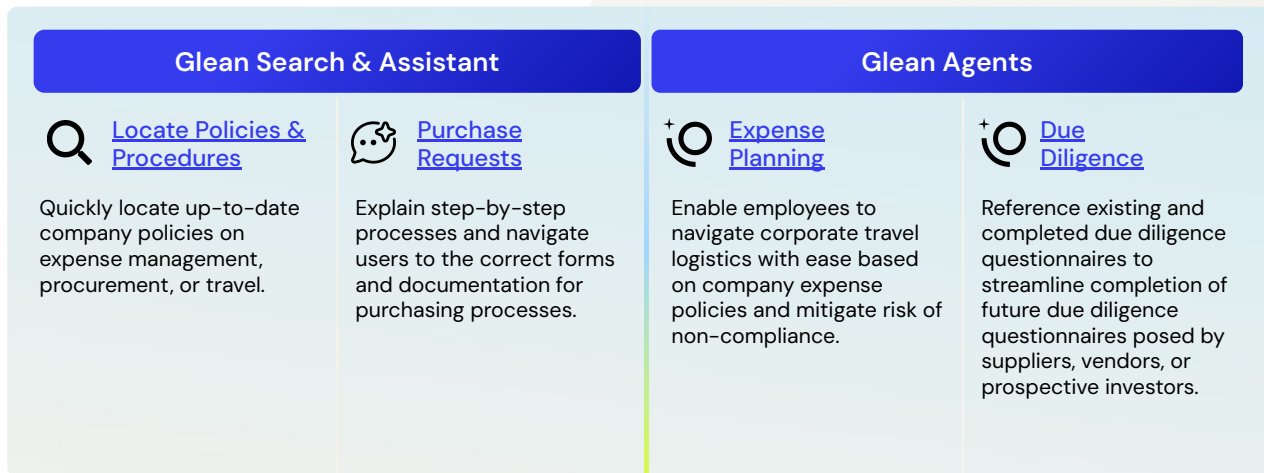 Glean Search & Assistant
Locate Policies &
Procedures
Quickly locate up-to-date
company policies on
expense management,
procurement, or travel.
Purchase
Requests
Explain step-by-step
processes and navigate
users to the correct forms
and documentation for
purchasing processes.
Glean Agents
Expense
Planning
Enable employees to
navigate corporate travel
logistics with ease based
on company expense
policies and mitigate risk of
non-compliance.
Due
Diligence
Reference existing and
completed due diligence
questionnaires to
streamline completion of
future due diligence
questionnaires posed by
suppliers, vendors, or
prospective investors.